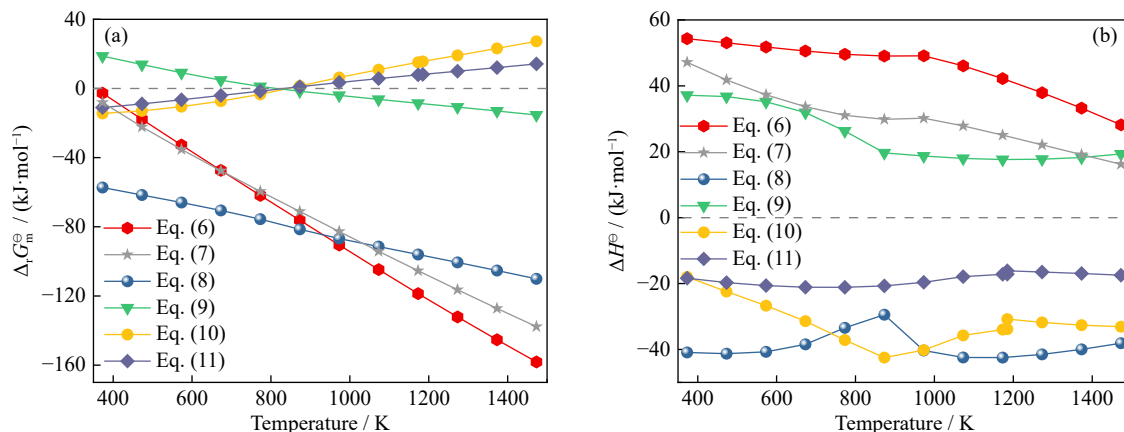 (a)
40
0
−40
−80
−120
−160
ΔᵣG⊖ₘ / (kJ·mol⁻¹)
Eq. (6)
Eq. (7)
Eq. (8)
Eq. (9)
Eq. (10)
Eq. (11)
400 600 800 1000 1200 1400
Temperature / K
(b)
60
40
20
0
−20
−40
ΔH⊖ / (kJ·mol⁻¹)
Eq. (6)
Eq. (7)
Eq. (8)
Eq. (9)
Eq. (10)
Eq. (11)
400 600 800 1000 1200 1400
Temperature / K